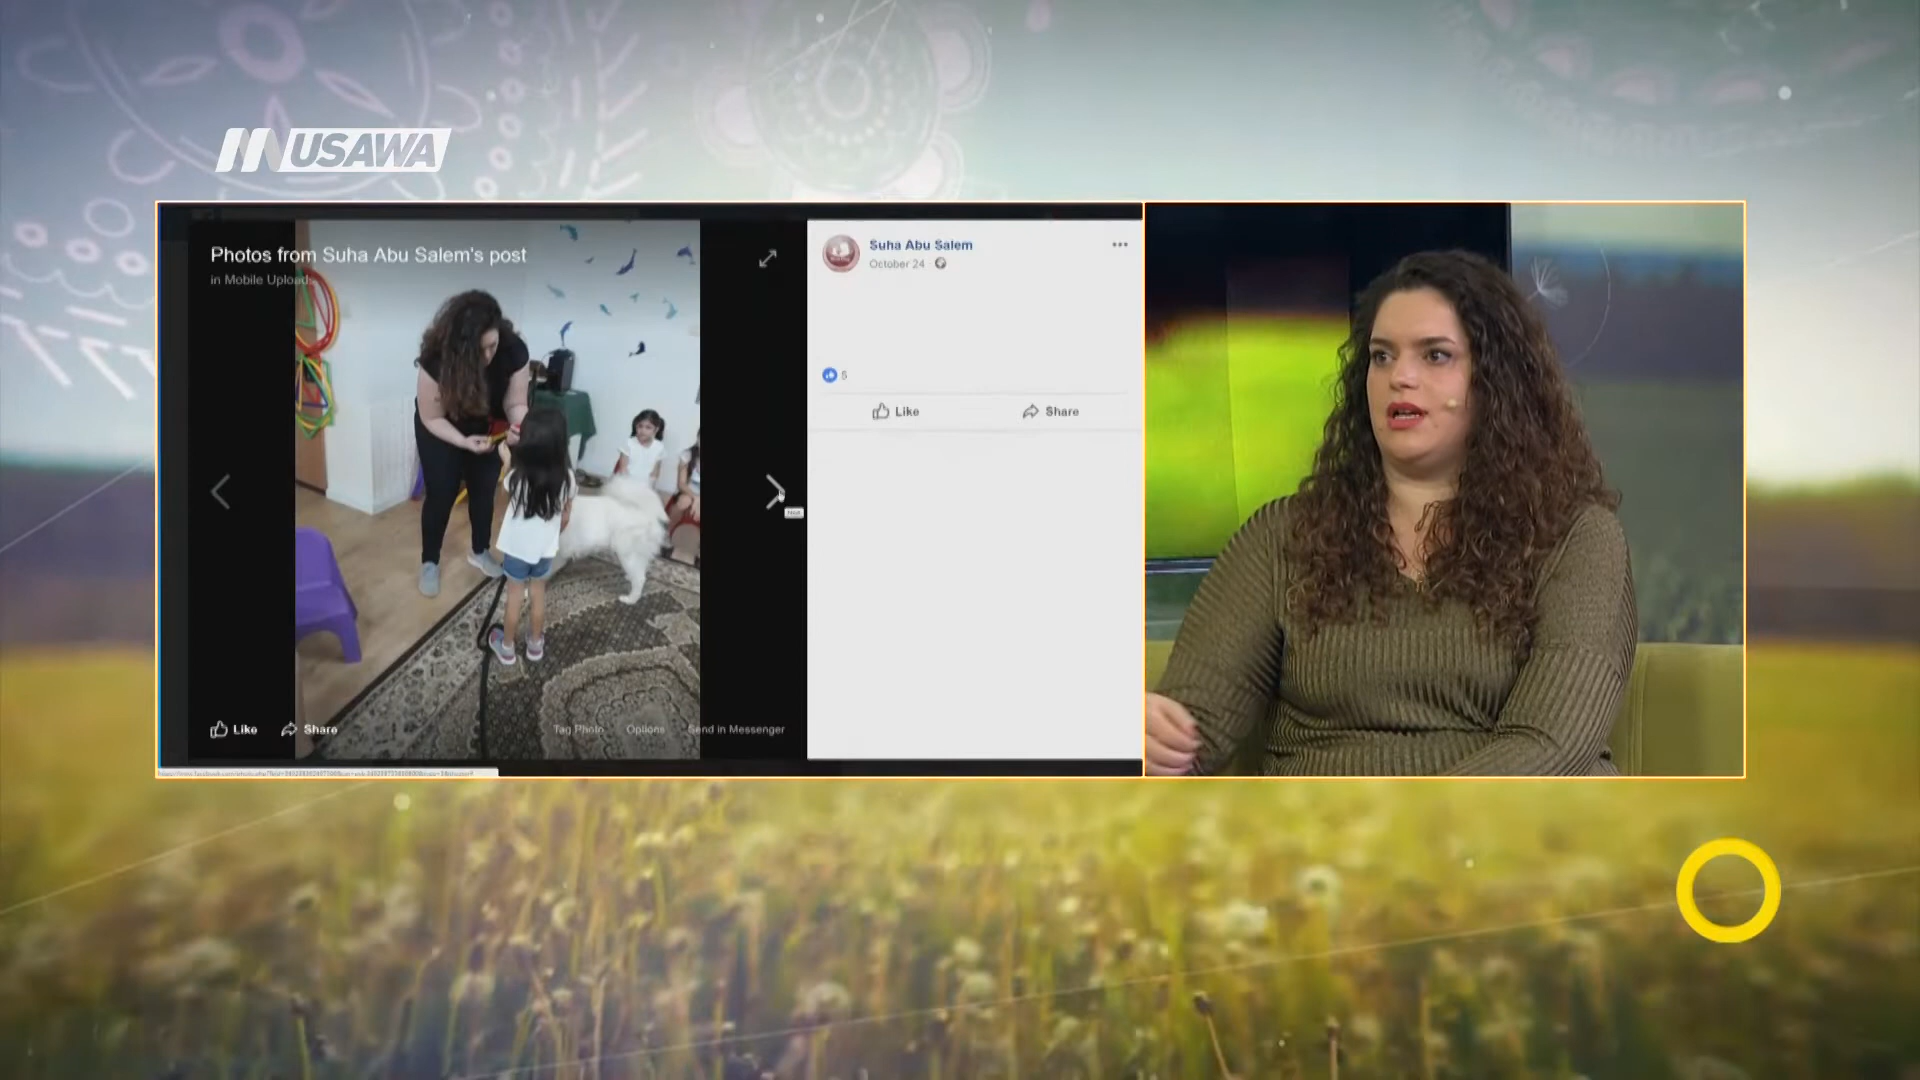 MUSAWA
Photos from Suha Abu Salem's post
in Mobile Uploads
Suha Abu Salem
October 24
5
Like
Share
Like
Share
Tag Photo
Options
Send in Messenger